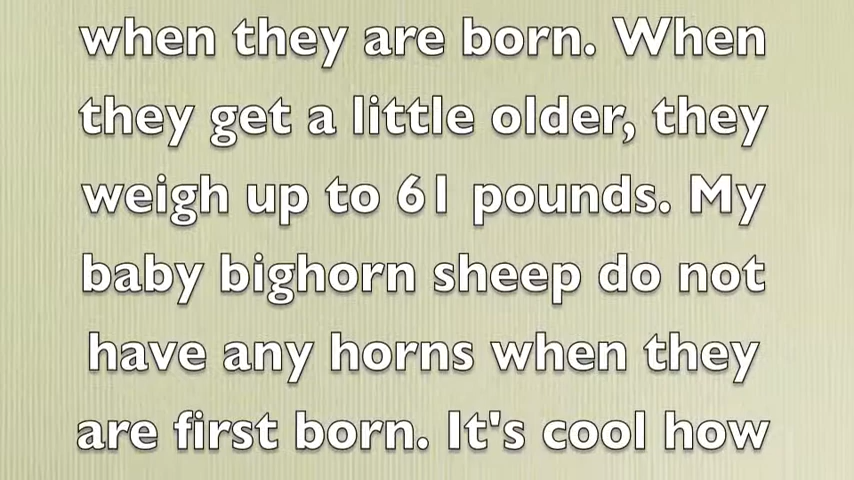 when they are born. When
they get a little older, they
weigh up to 61 pounds. My
baby bighorn sheep do not
have any horns when they
are first born. It's cool how